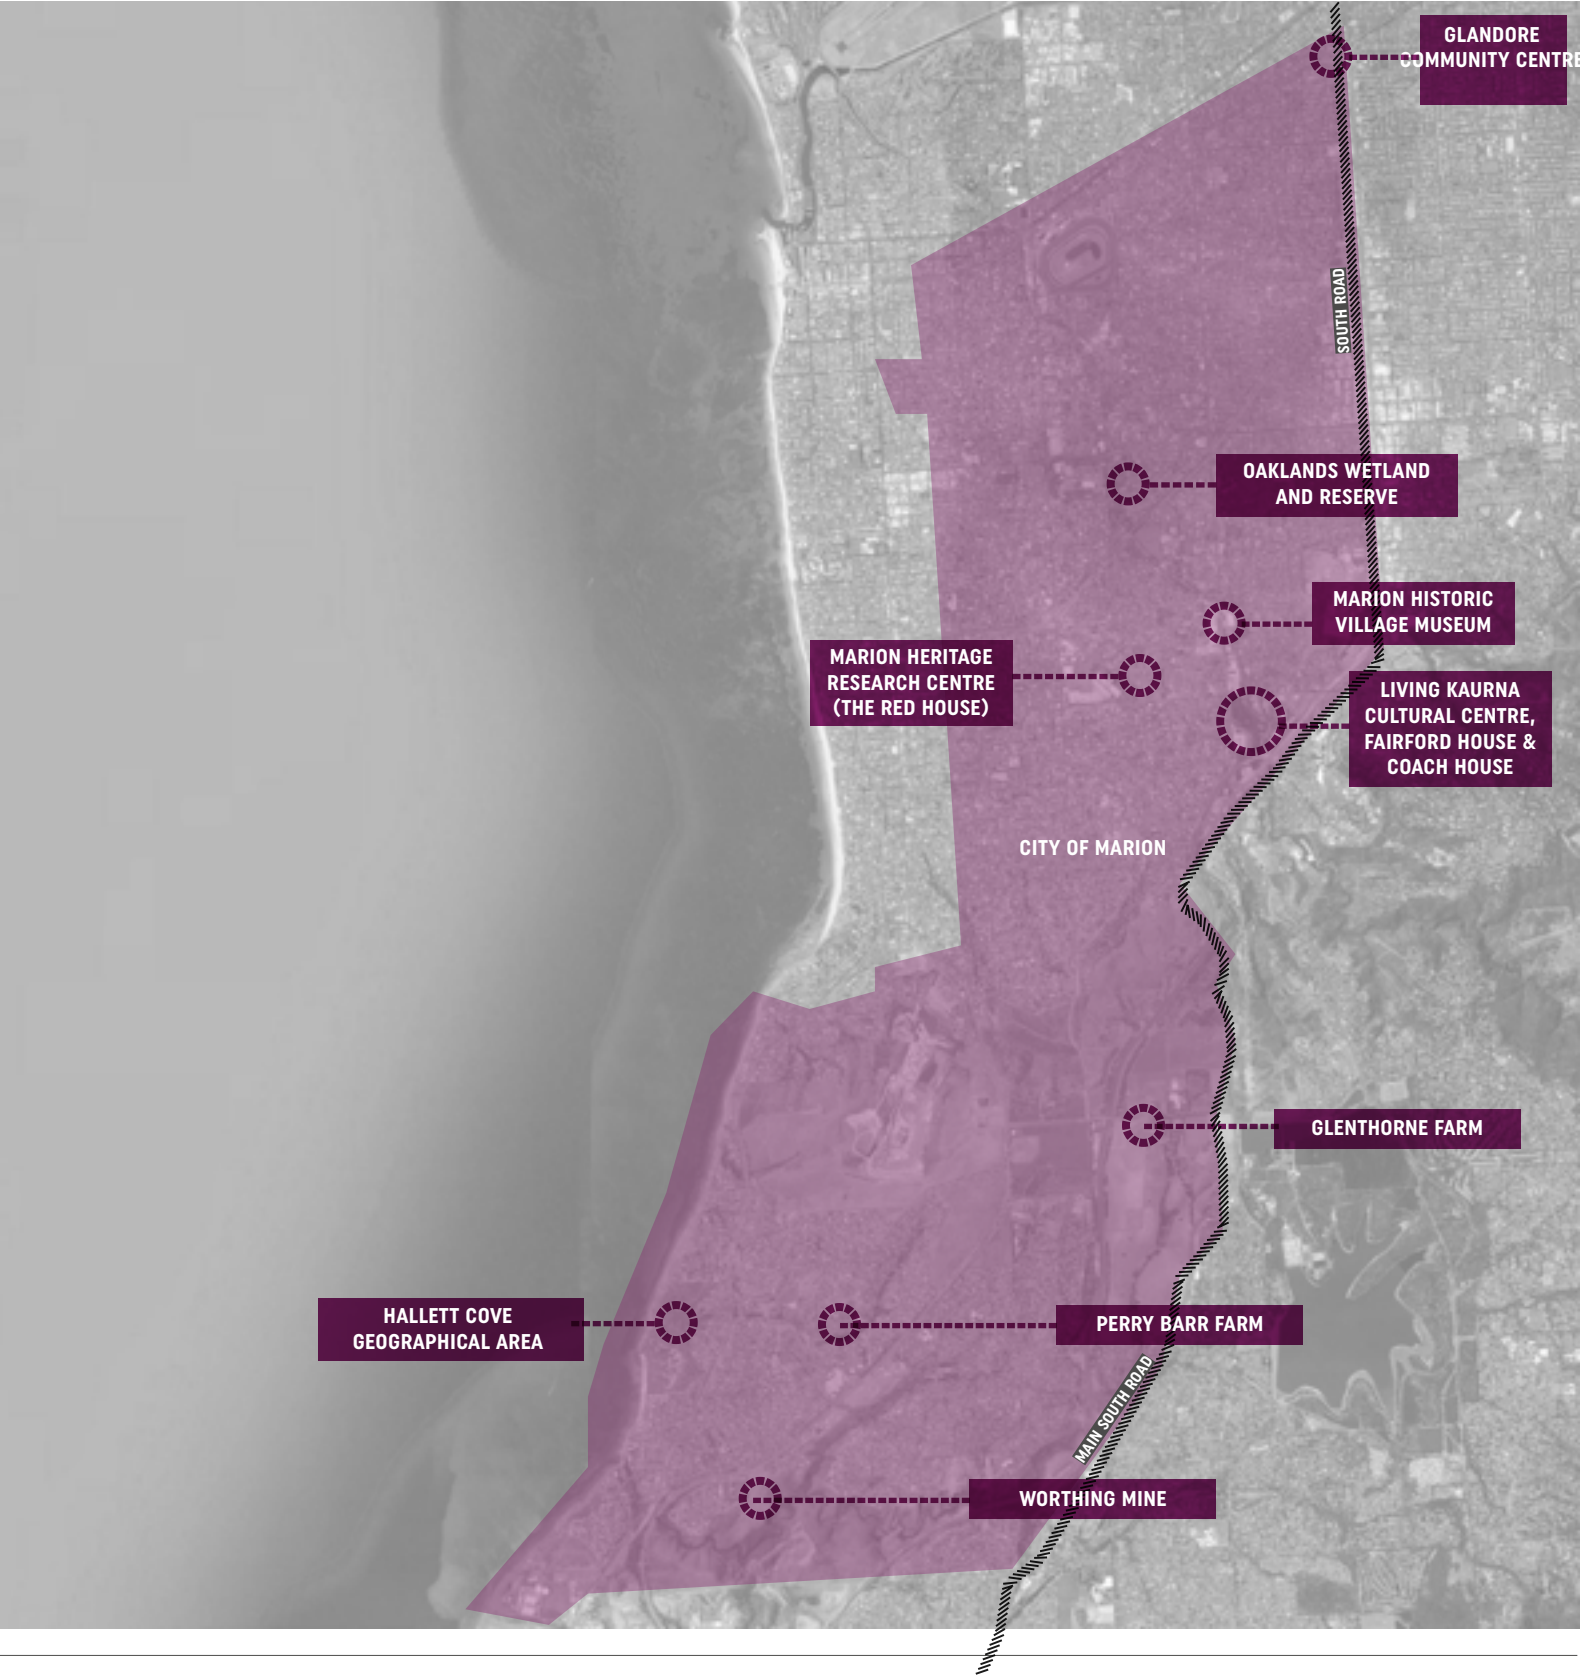 GLANDORE
COMMUNITY CENTRE
SOUTH ROAD
OAKLANDS WETLAND
AND RESERVE
MARION HISTORIC
VILLAGE MUSEUM
MARION HERITAGE
RESEARCH CENTRE
(THE RED HOUSE)
LIVING KAURNA
CULTURAL CENTRE,
FAIRFORD HOUSE &
COACH HOUSE
CITY OF MARION
GLENTHORNE FARM
HALLETT COVE
GEOGRAPHICAL AREA
PERRY BARR FARM
MAIN SOUTH ROAD
WORTHING MINE